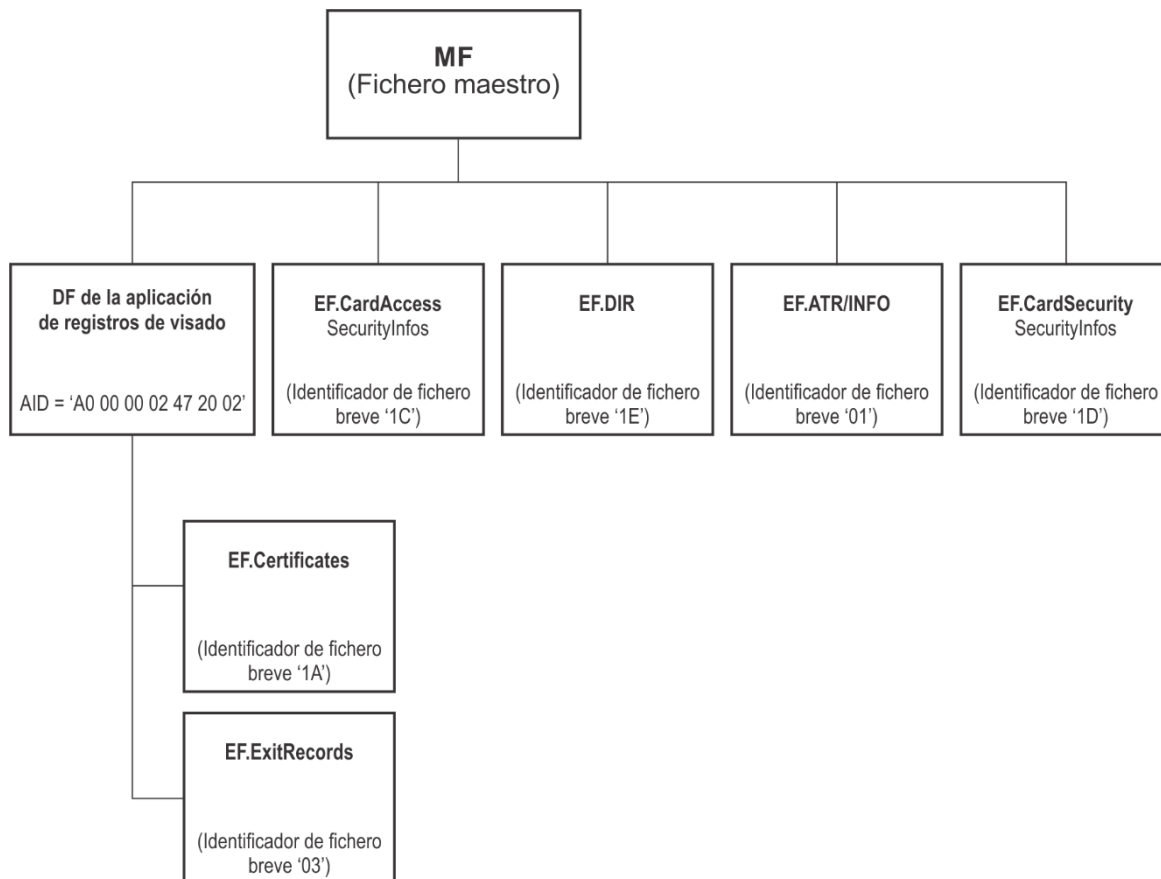 MF
(Fichero maestro)
DF de la aplicación
de registros de visado
AID = ‘A0 00 00 02 47 20 02’
EF.CardAccess
SecurityInfos
(Identificador de fichero
breve ‘1C’)
EF.DIR
(Identificador de fichero
breve ‘1E’)
EF.ATR/INFO
(Identificador de fichero
breve ‘01’)
EF.CardSecurity
SecurityInfos
(Identificador de fichero
breve ‘1D’)
EF.Certificates
(Identificador de fichero
breve ‘1A’)
EF.ExitRecords
(Identificador de fichero
breve ‘03’)